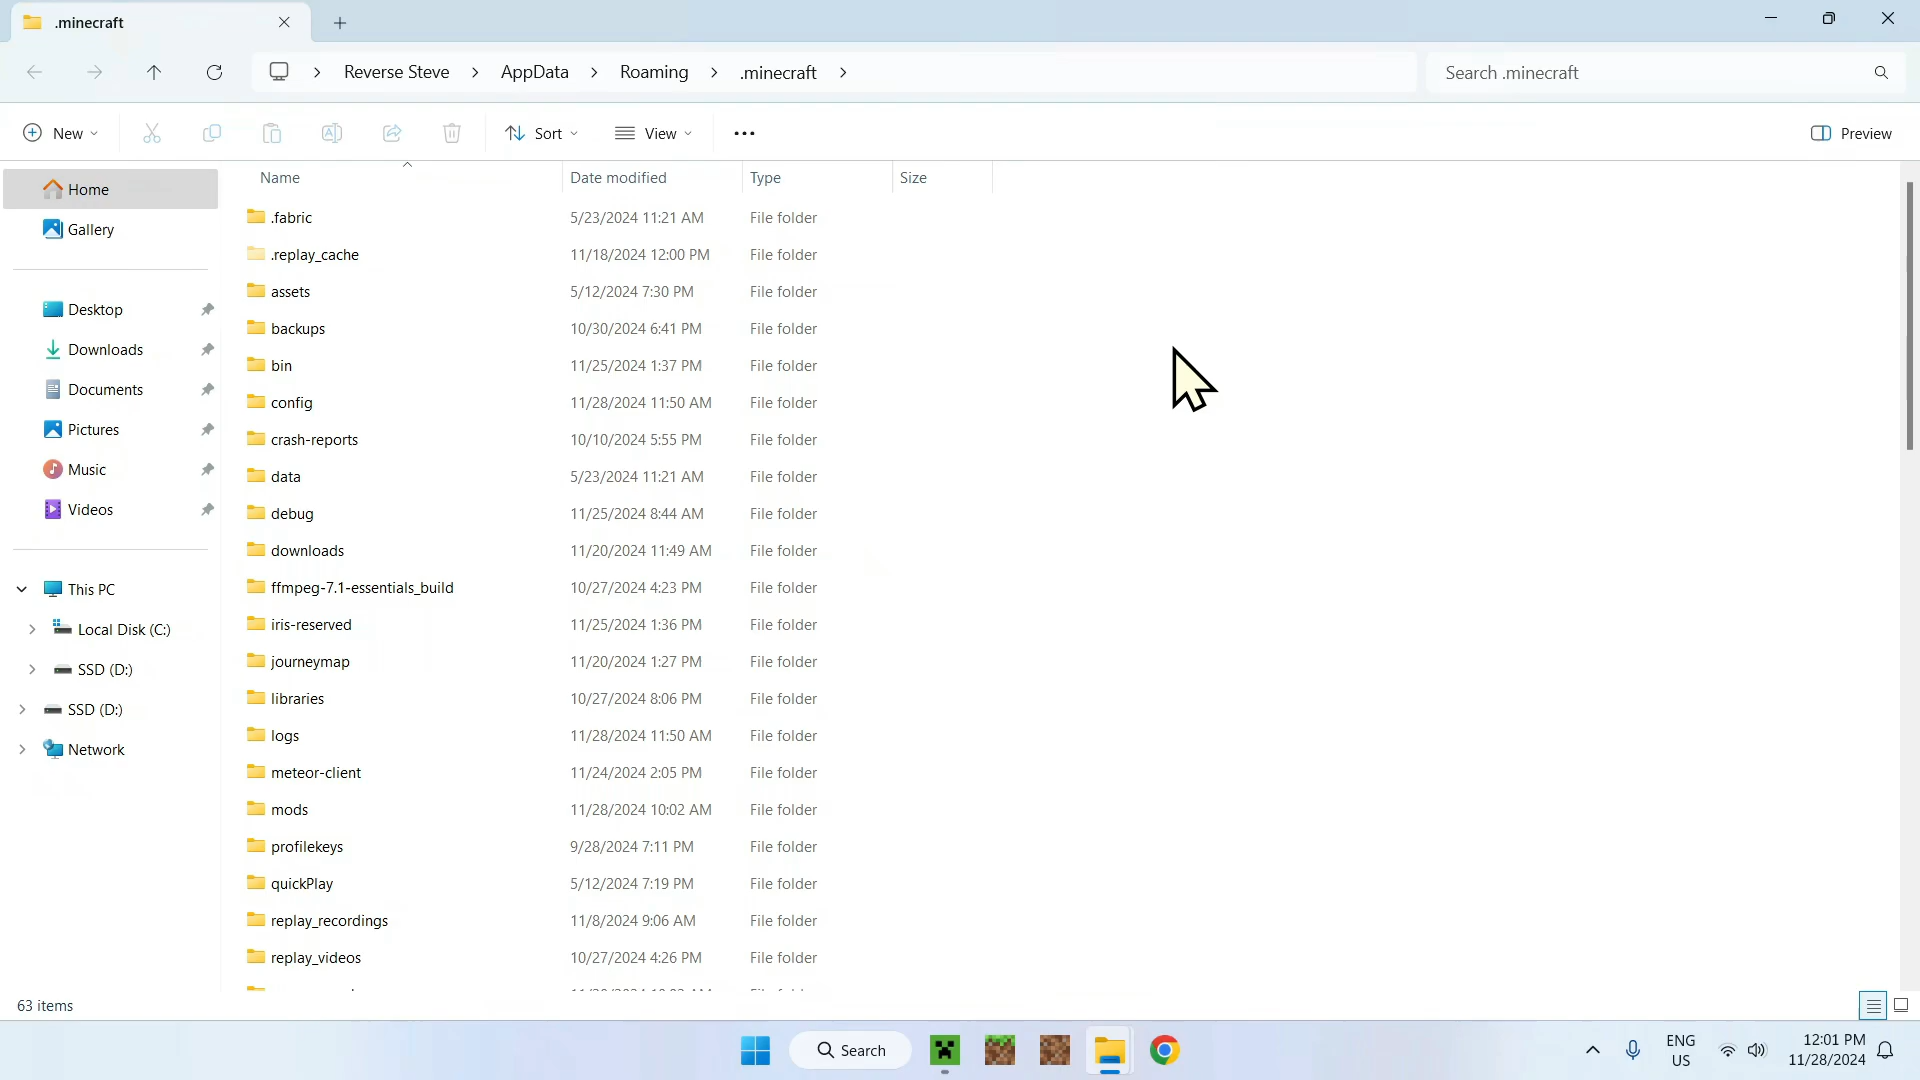 .minecraft
Reverse Steve AppData Roaming .minecraft Search .minecraft
New Sort View Preview
Name Date modified Type Size
Home
Gallery
Desktop
Downloads
Documents
Pictures
Music
Videos
This PC
Local Disk (C:)
SSD (D:)
SSD (D:)
Network
.fabric 5/23/2024 11:21 AM File folder
.replay_cache 11/18/2024 12:00 PM File folder
assets 5/12/2024 7:30 PM File folder
backups 10/30/2024 6:41 PM File folder
bin 11/25/2024 1:37 PM File folder
config 11/28/2024 11:50 AM File folder
crash-reports 10/10/2024 5:55 PM File folder
data 5/23/2024 11:21 AM File folder
debug 11/25/2024 8:44 AM File folder
downloads 11/20/2024 11:49 AM File folder
ffmpeg-7.1-essentials_build 10/27/2024 4:23 PM File folder
iris-reserved 11/25/2024 1:36 PM File folder
journeymap 11/20/2024 1:27 PM File folder
libraries 10/27/2024 8:06 PM File folder
logs 11/28/2024 11:50 AM File folder
meteor-client 11/24/2024 2:05 PM File folder
mods 11/28/2024 10:02 AM File folder
profilekeys 9/28/2024 7:11 PM File folder
quickPlay 5/12/2024 7:19 PM File folder
replay_recordings 11/8/2024 9:06 AM File folder
replay_videos 10/27/2024 4:26 PM File folder
63 items
Search
ENG
US
12:01 PM
11/28/2024